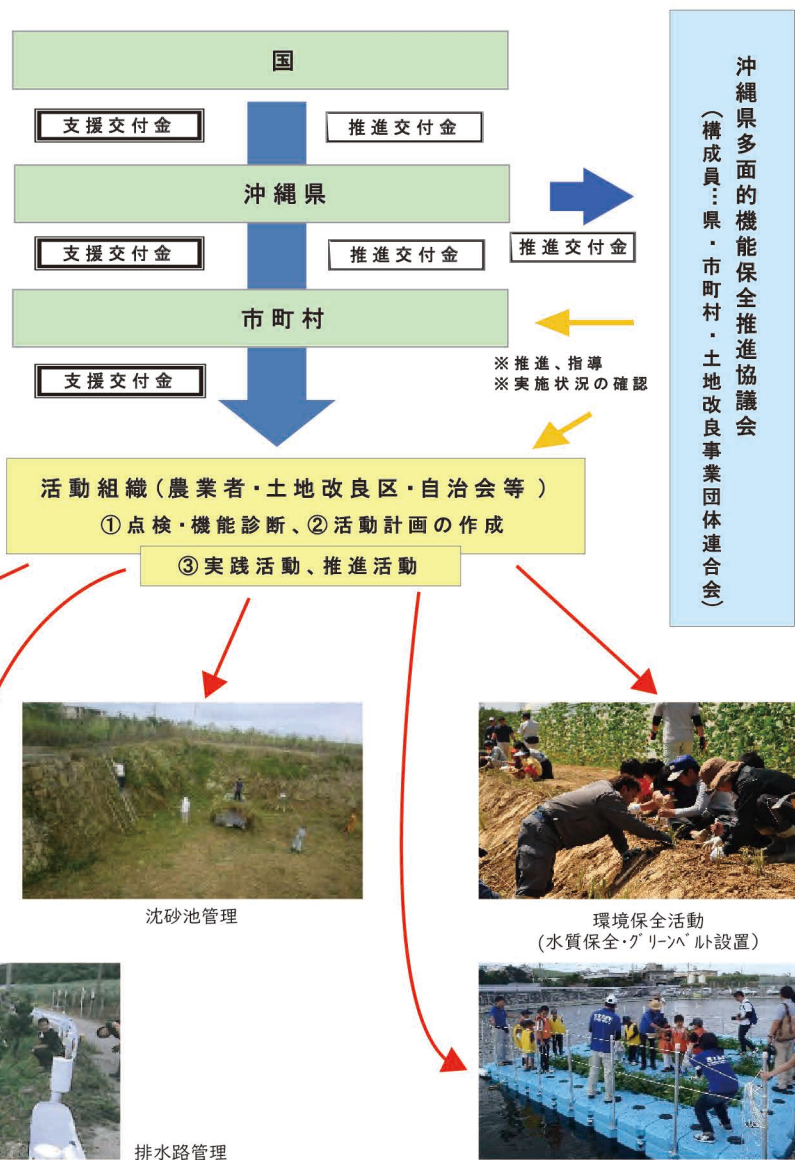 国
支援交付金
推進交付金
沖縄県
支援交付金
推進交付金
推進交付金
市町村
支援交付金
※推進、指導
※実施状況の確認
沖縄県多面的機能保全推進協議会
(構成員…県・市町村・土地改良事業団体連合会)
活動組織(農業者・土地改良区・自治会等)
①点検・機能診断、②活動計画の作成
③実践活動、推進活動
沈砂池管理
環境保全活動
(水質保全・グリーンベルト設置)
排水路管理